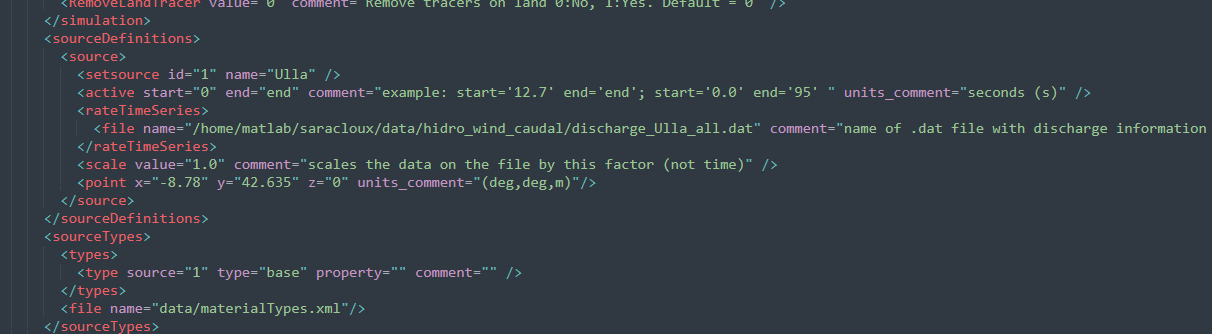 <RemoveLandTracer value="0" comment="Remove tracers on land 0:No, 1:Yes. Default = 0" />
</simulation>
<sourceDefinitions>
<source>
<setsource id="1" name="Ulla" />
<active start="0" end="end" comment="example: start='12.7' end='end'; start='0.0' end='95' " units_comment="seconds (s)" />
<rateTimeSeries>
<file name="/home/matlab/saracloux/data/hidro_wind_caudal/discharge_Ulla_all.dat" comment="name of .dat file with discharge information
</rateTimeSeries>
<scale value="1.0" comment="scales the data on the file by this factor (not time)" />
<point x="-8.78" y="42.635" z="0" units_comment="(deg,deg,m)"/>
</source>
</sourceDefinitions>
<sourceTypes>
<types>
<type source="1" type="base" property="" comment="" />
</types>
<file name="data/materialTypes.xml"/>
</sourceTypes>